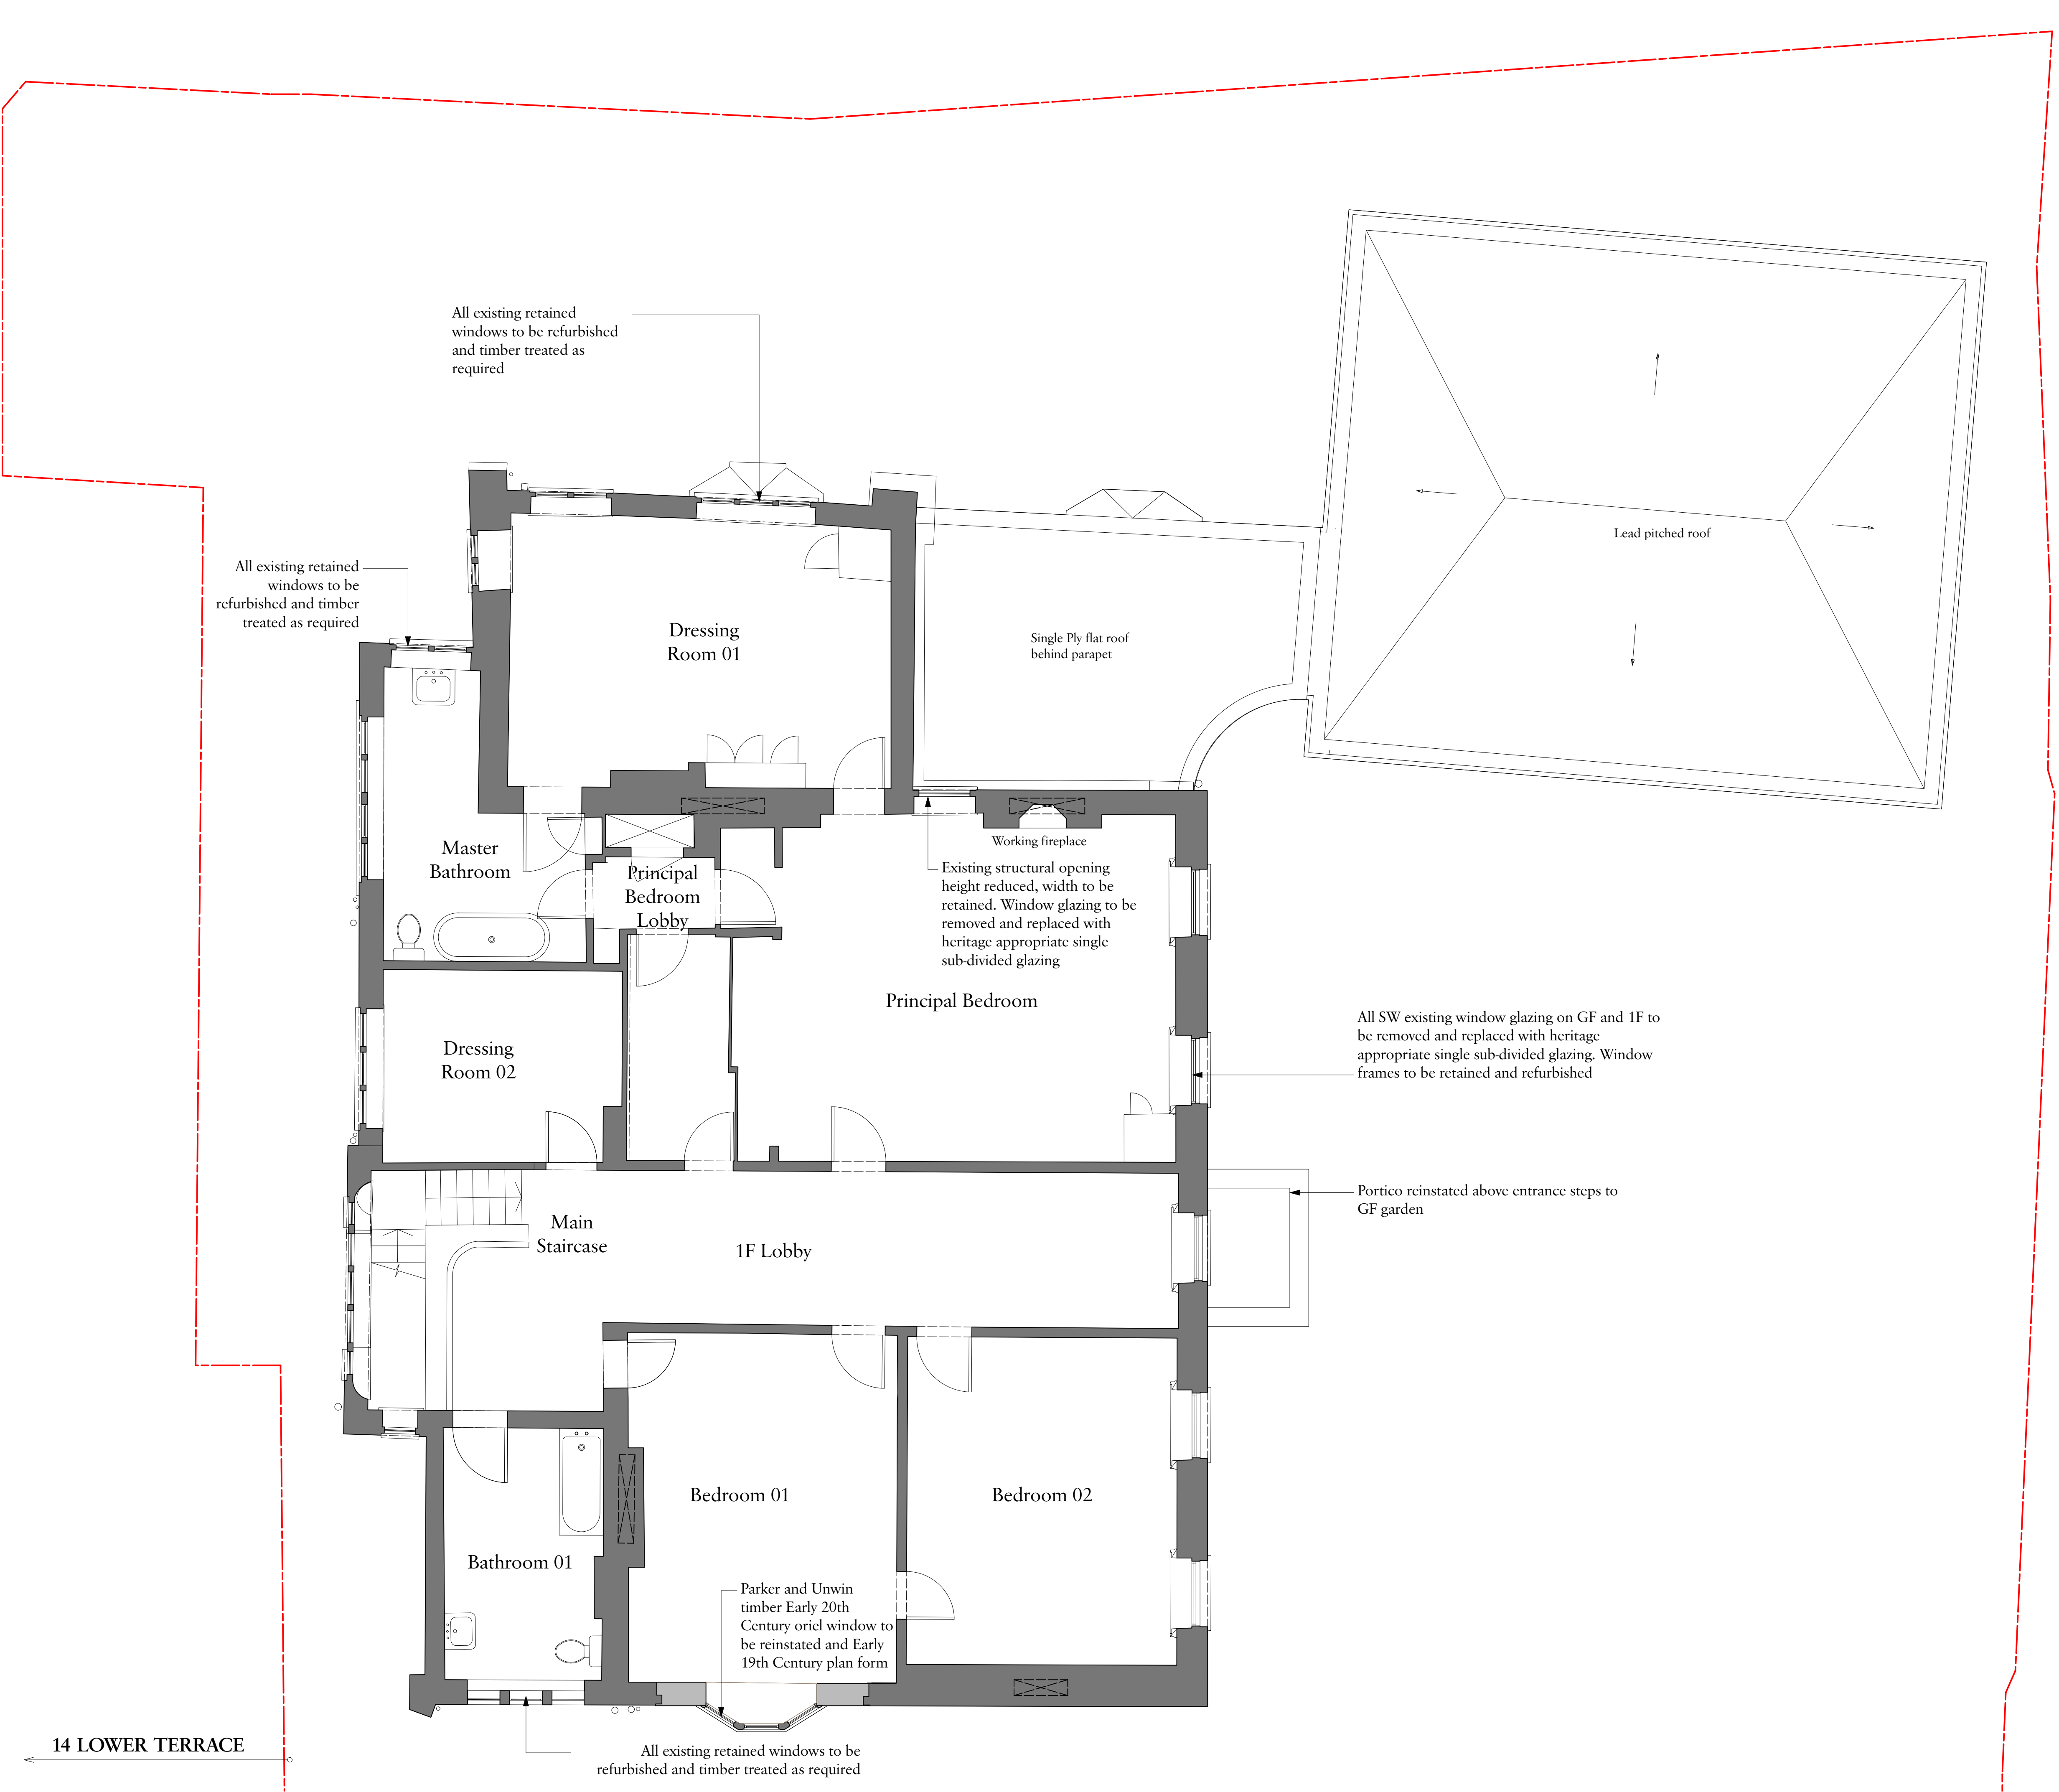 All existing retained
windows to be refurbished
and timber treated as
required
Lead pitched roof
All existing retained
windows to be
refurbished and timber
treated as required
Dressing
Room 01
Single Ply flat roof
behind parapet
Working fireplace
Master
Bathroom
Principal
Bedroom
Lobby
Existing structural opening
height reduced, width to be
retained. Window glazing to be
removed and replaced with
heritage appropriate single
sub-divided glazing
Principal Bedroom
Dressing
Room 02
All SW existing window glazing on GF and 1F to
be removed and replaced with heritage
appropriate single sub-divided glazing. Window
frames to be retained and refurbished
Portico reinstated above entrance steps to
GF garden
Main
Staircase
1F Lobby
Bedroom 01
Bedroom 02
Bathroom 01
Parker and Unwin
timber Early 20th
Century oriel window to
be reinstated and Early
19th Century plan form
14 LOWER TERRACE
All existing retained windows to be
refurbished and timber treated as required